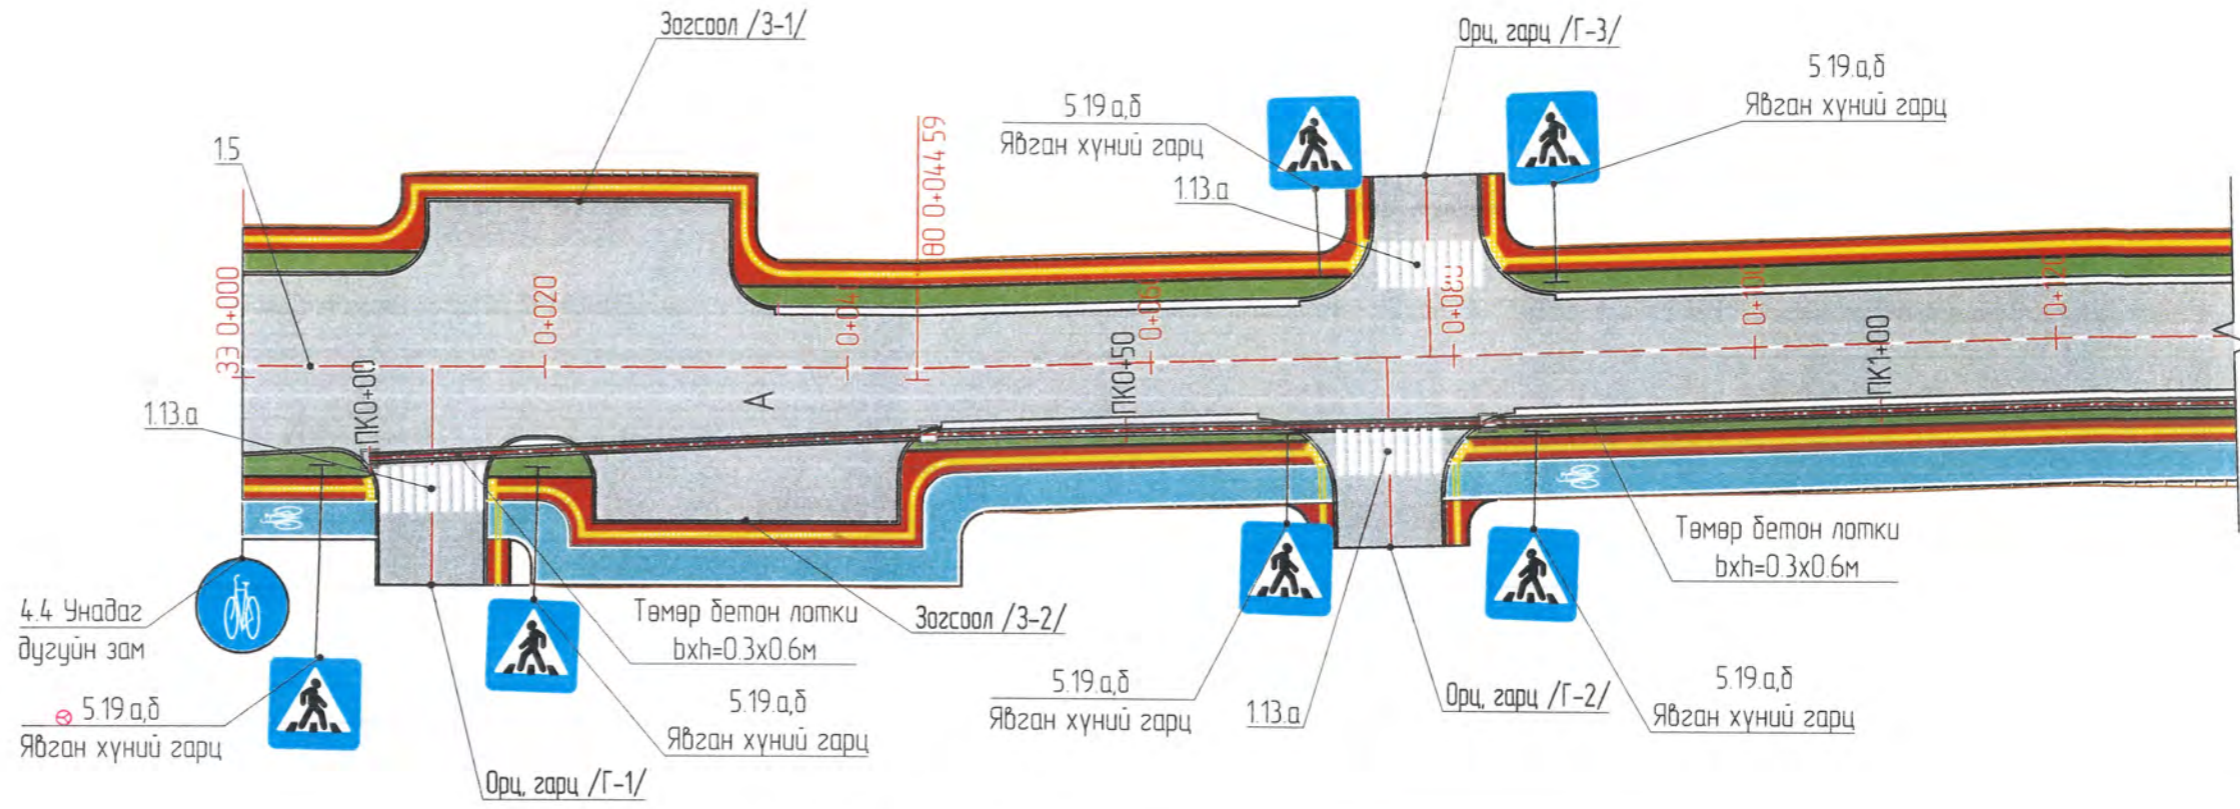 Зогсоол /З-1/
Орц, гарц /Г-3/
5.19.а,б
Явган хүний гарц
5.19.а,б
Явган хүний гарц
1.5
1.13.а
0+044.59
0+000
0+020
0+040
0+060
0+100
0+120
ПК0+00
ПК0+50
ПК1+00
А
1.13.а
4.4 Унадаг
дугуйн зам
5.19.а,б
Явган хүний гарц
Төмөр бетон лотки
bxh=0.3x0.6м
5.19.а,б
Явган хүний гарц
Орц, гарц /Г-1/
Зогсоол /З-2/
5.19.а,б
Явган хүний гарц
1.13.а
Орц, гарц /Г-2/
Төмөр бетон лотки
bxh=0.3x0.6м
5.19.а,б
Явган хүний гарц